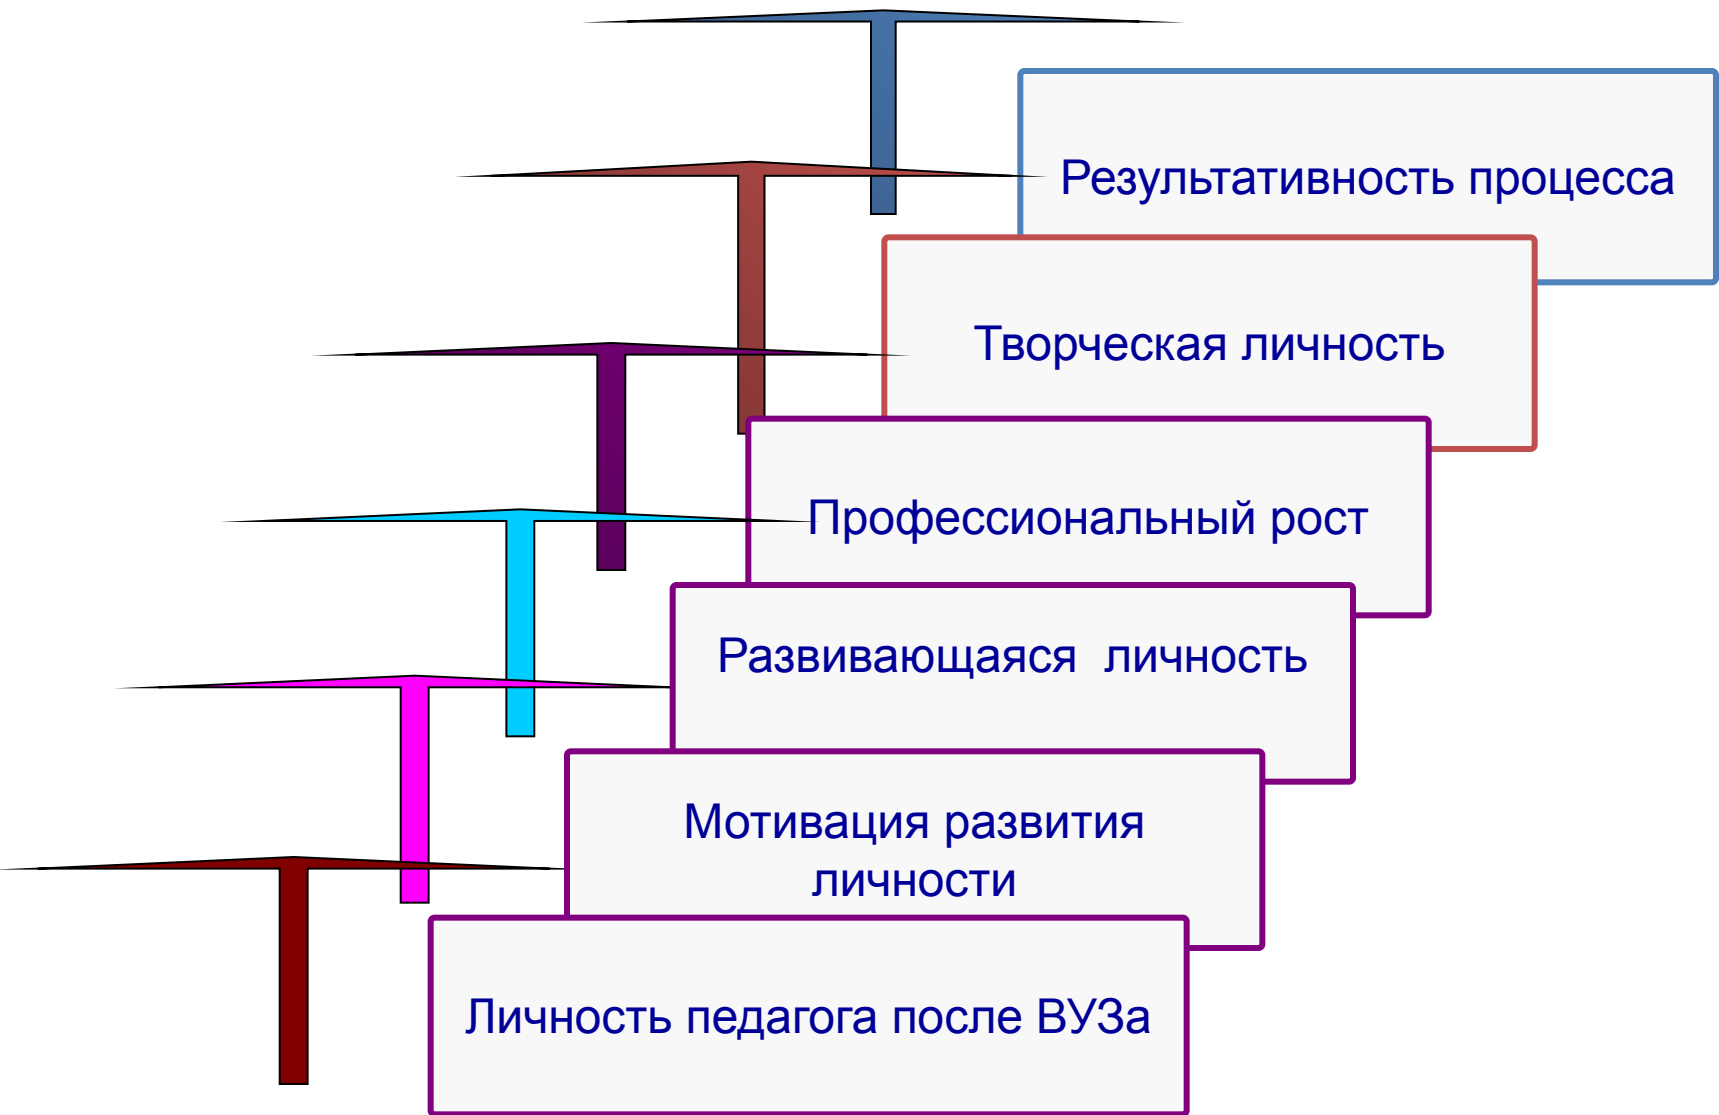 Результативность процесса
Творческая личность
Профессиональный рост
Развивающаяся личность
Мотивация развития
личности
Личность педагога после ВУЗа